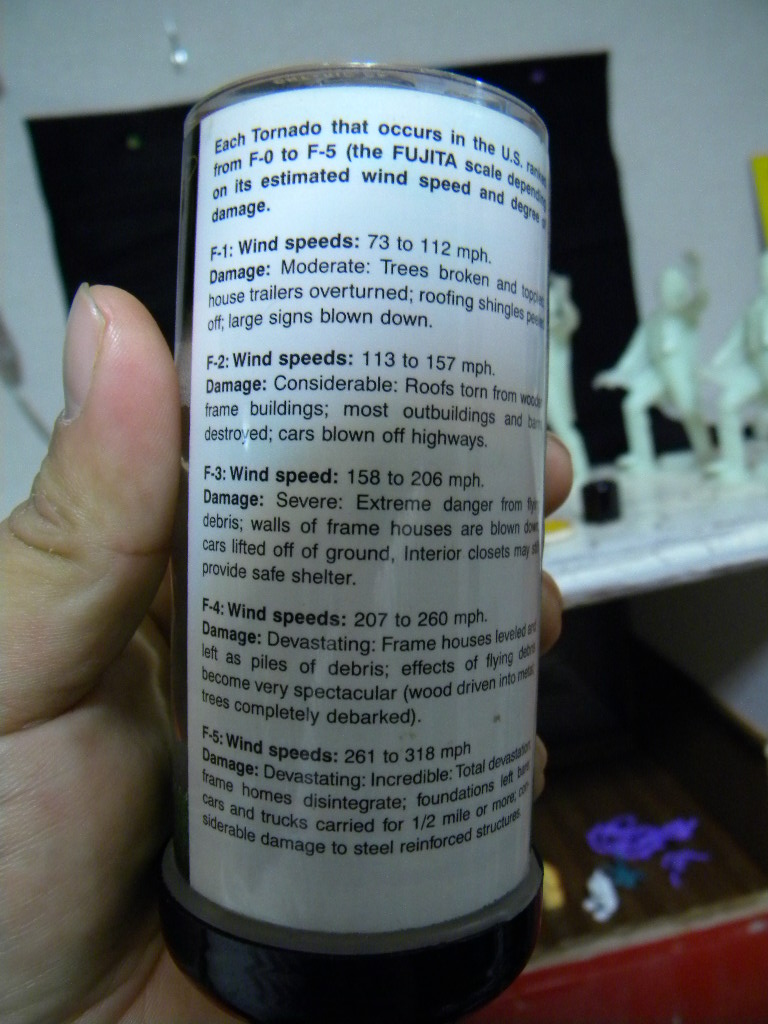 Each Tornado that occurs in the U.S.
from F-0 to F-5 (the FUJITA scale
on its estimated wind speed and degree
damage.
F-1: Wind speeds: 73 to 112 mph.
Damage: Moderate: Trees broken and
house trailers overturned; roofing shingles
off; large signs blown down.
F-2: Wind speeds: 113 to 157 mph.
Damage: Considerable: Roofs torn from
frame buildings; most outbuildings and
destroyed; cars blown off highways.
F-3: Wind speed: 158 to 206 mph.
Damage: Severe: Extreme danger from
debris; walls of frame houses are blown
cars lifted off of ground, Interior closets may
provide safe shelter.
F-4: Wind speeds: 207 to 260 mph.
Damage: Devastating: Frame houses leveled and
left as piles of debris; effects of flying debris
become very spectacular (wood driven into
trees completely debarked).
F-5: Wind speeds: 261 to 318 mph
Damage: Devastating: Incredible: Total devastation
frame homes disintegrate; foundations left bare
cars and trucks carried for 1/2 mile or more; con-
siderable damage to steel reinforced structures.